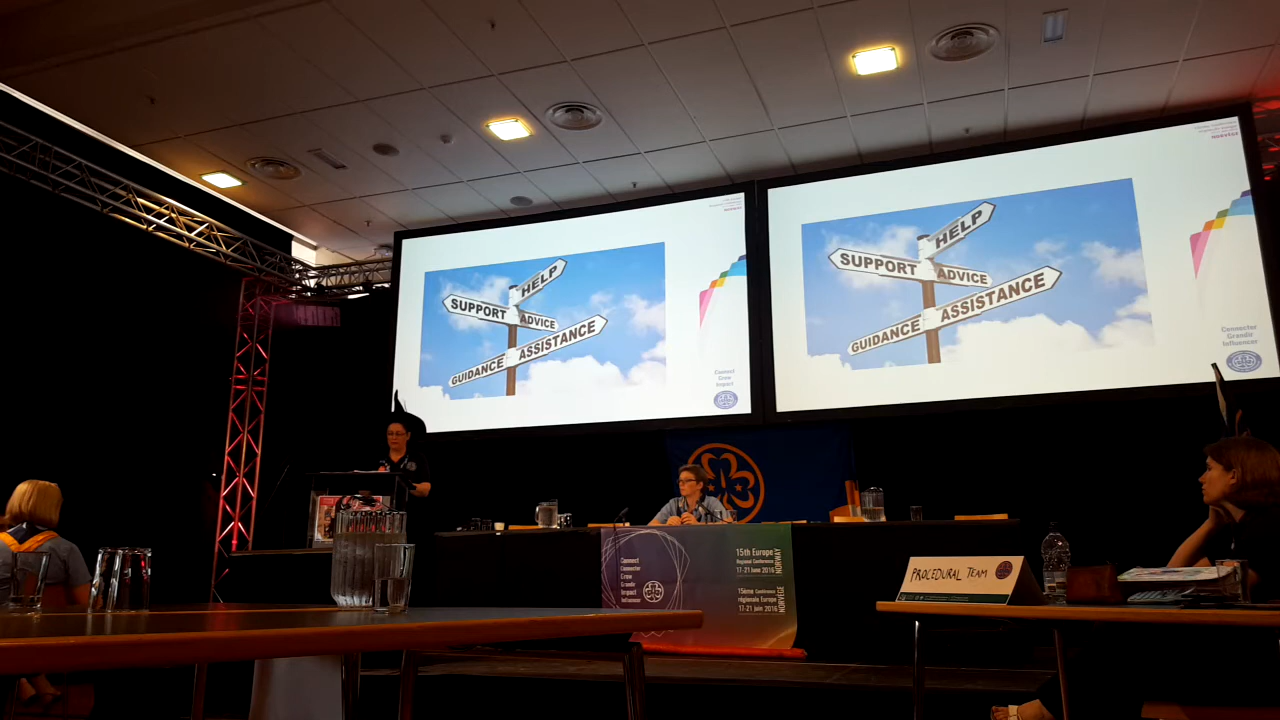 HELP
SUPPORT
ADVICE
GUIDANCE
ASSISTANCE
Connect
Grow
Impact
HELP
SUPPORT
ADVICE
GUIDANCE
ASSISTANCE
NORVÈGE
Connecter
Grandir
Influencer
Connect
Connecter
Grow
Grandir
Impact
Influencer
15th Europe
Regional Conference
17-21 June 2016
NORWAY
15ème Conférence
régionale Europe
17-21 juin 2016
NORVÈGE
PROCEDURAL TEAM